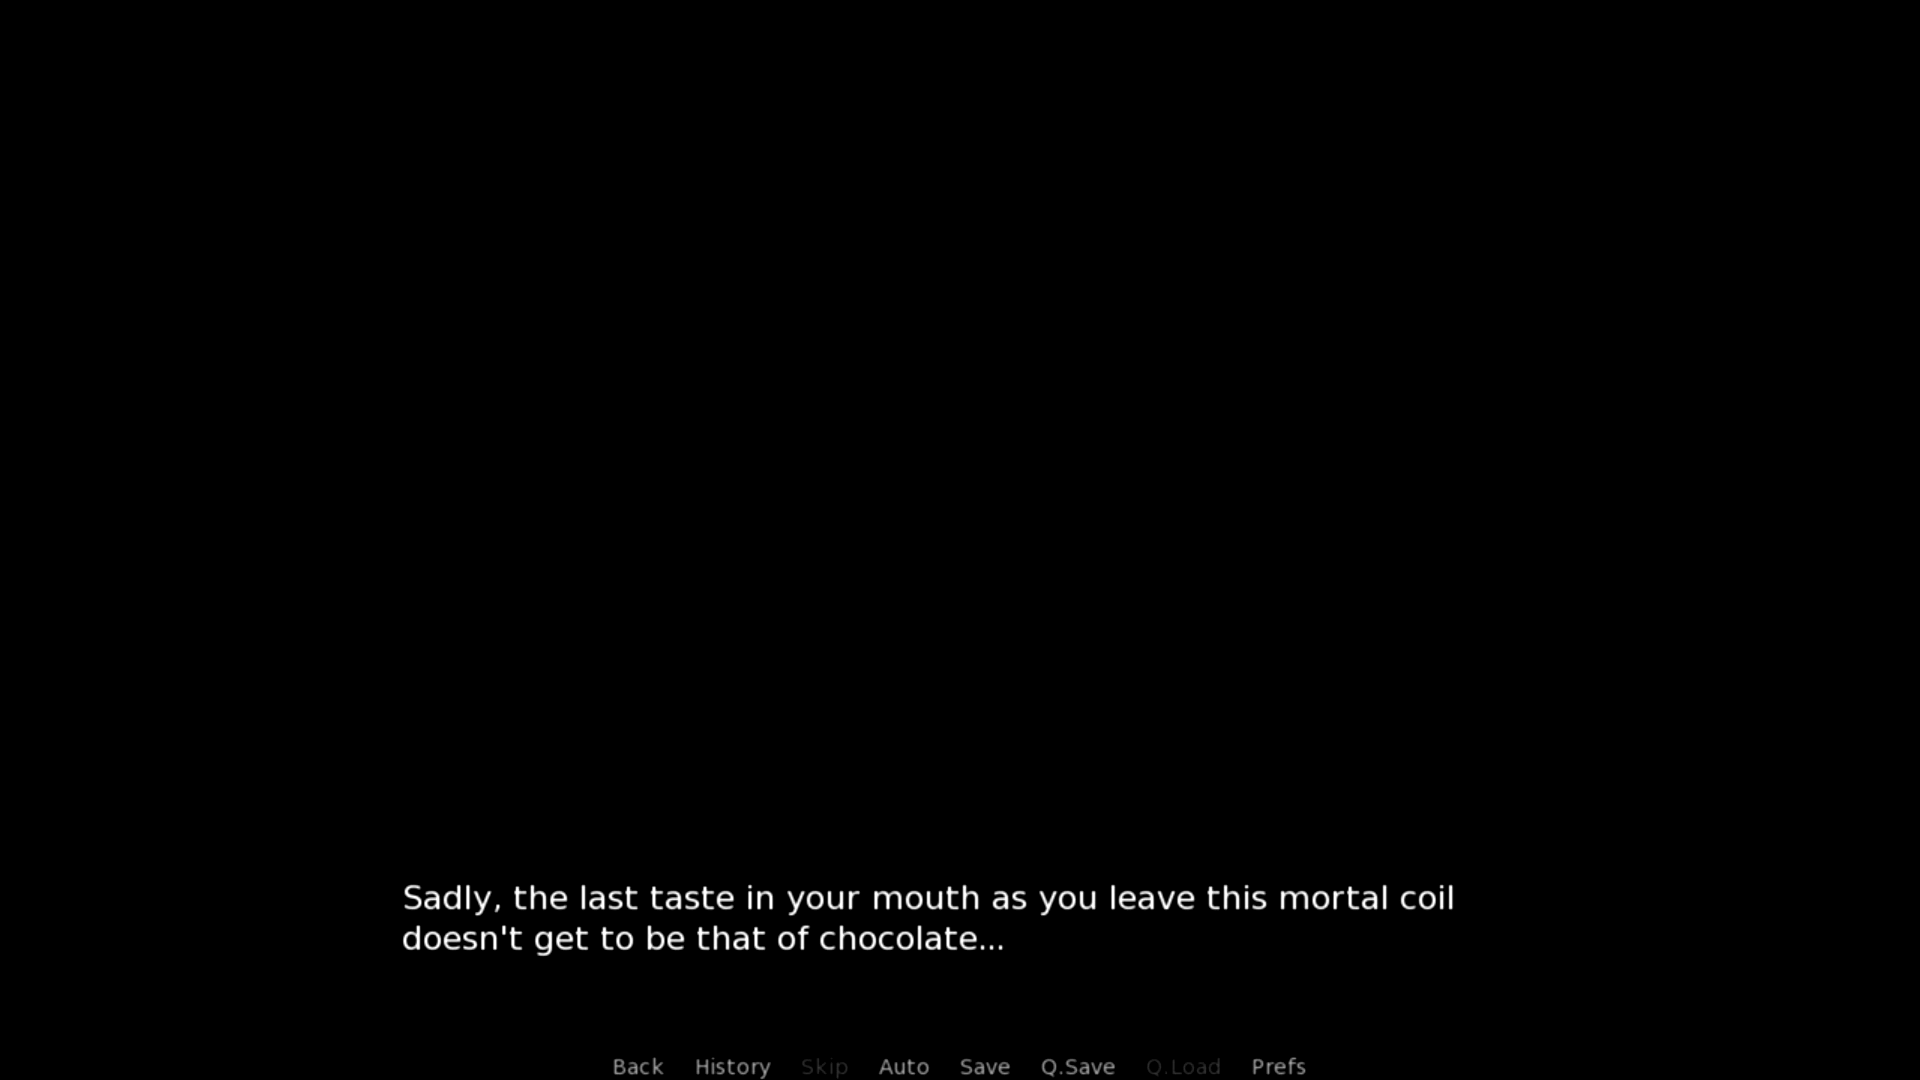 Sadly, the last taste in your mouth as you leave this mortal coil
doesn't get to be that of chocolate...
Back History Skip Auto Save Q.Save Q.Load Prefs